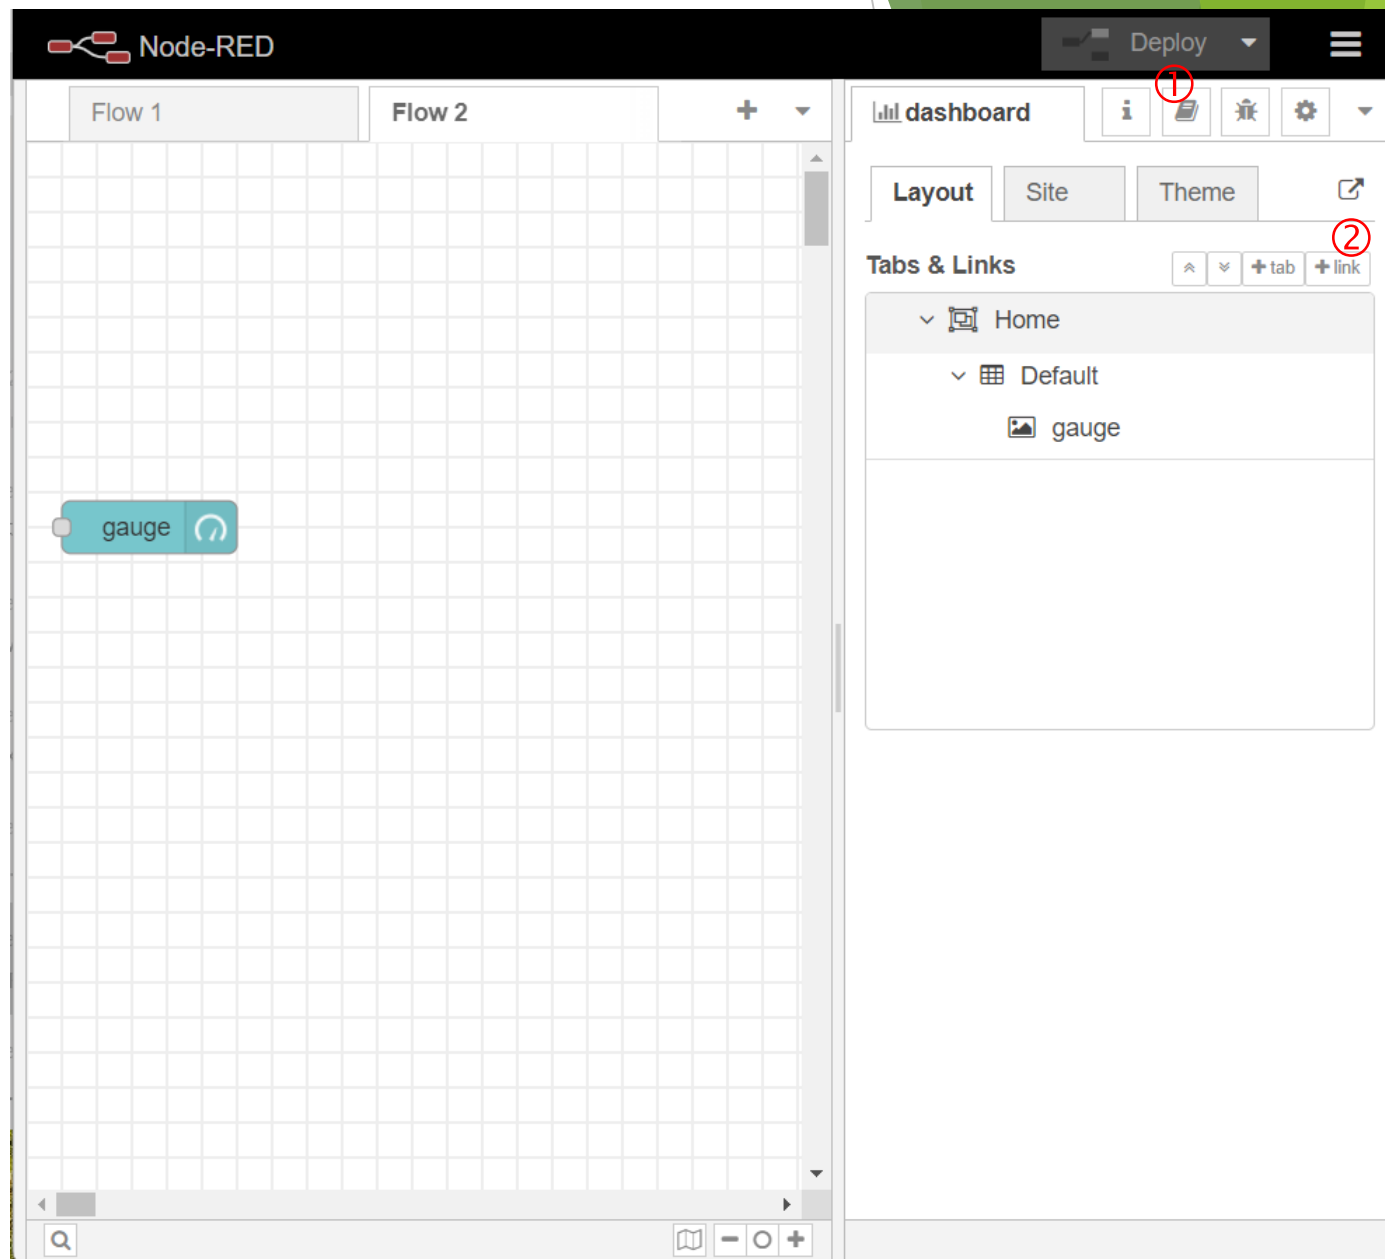 Node-RED
Deploy
①
Flow 1
Flow 2
dashboard
Layout
Site
Theme
②
Tabs & Links
+ tab
+ link
Home
Default
gauge
gauge